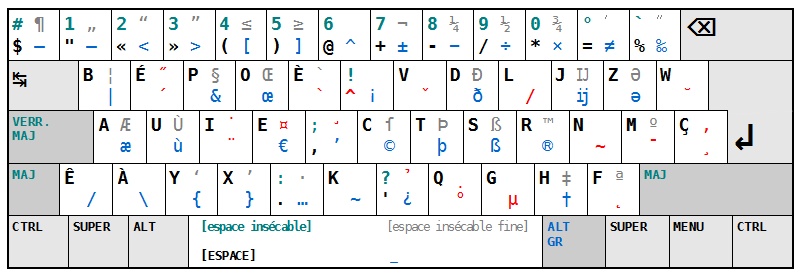 # ¶ 1 „ 2 “ 3 ” 4 ≤ 5 ≥ 6 7 ¬ 8 ¼ 9 ½ 0 ¾ ° ′ ` ″ ⌫
$ – " — « < » > ( [ ) ] @ ^ + ± - − / ÷ * × = ≠ % ‰
↹ B ¦ É ˝ P § O Œ È ` ! V D Ð L J IJ Z Ə W
| ´ & œ ` ^ ¡ ˇ ð / ij ə ˘
VERR. A Æ U Ù I ˙ E ¤ ; ‚ C ſ T Þ S ẞ R ™ N M º Ç ,
MAJ æ ù ¨ € , ’ © þ ß ® ~ ¯ ¸ ↲
MAJ Ê À Y ‘ X ’ : · K ? ̉ Q . G H ‡ F ª MAJ
/ \ { } . … ~ ' ¿ ° µ † ˛
CTRL SUPER ALT [espace insécable] [espace insécable fine] ALT SUPER MENU CTRL
GR
[ESPACE] _